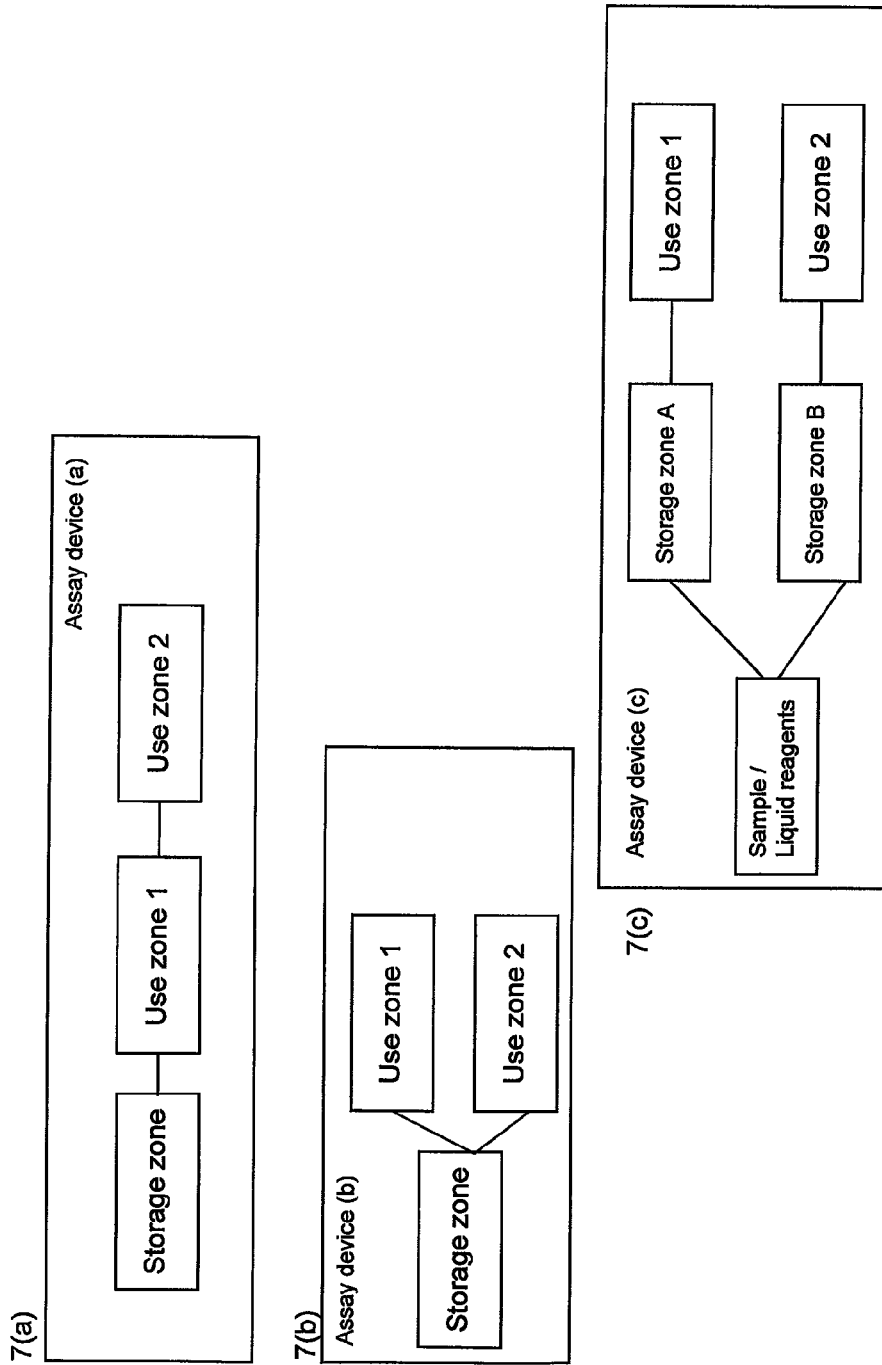 7(a)
Assay device (a)
Storage zone
Use zone 1
Use zone 2
7(b)
Assay device (b)
Storage zone
Use zone 1
Use zone 2
7(c)
Assay device (c)
Sample /
Liquid reagents
Storage zone A
Use zone 1
Storage zone B
Use zone 2